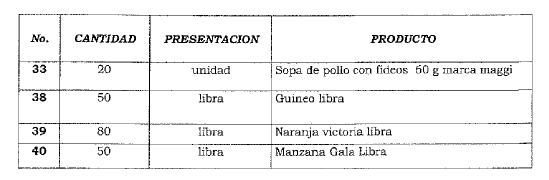 No. CANTIDAD PRESENTACION PRODUCTO
33 20 unidad Sopa de pollo con fideos 60 g marca maggi
38 50 libra Guineo libra
39 80 libra Naranja victoria libra
40 50 libra Manzana Gala Libra